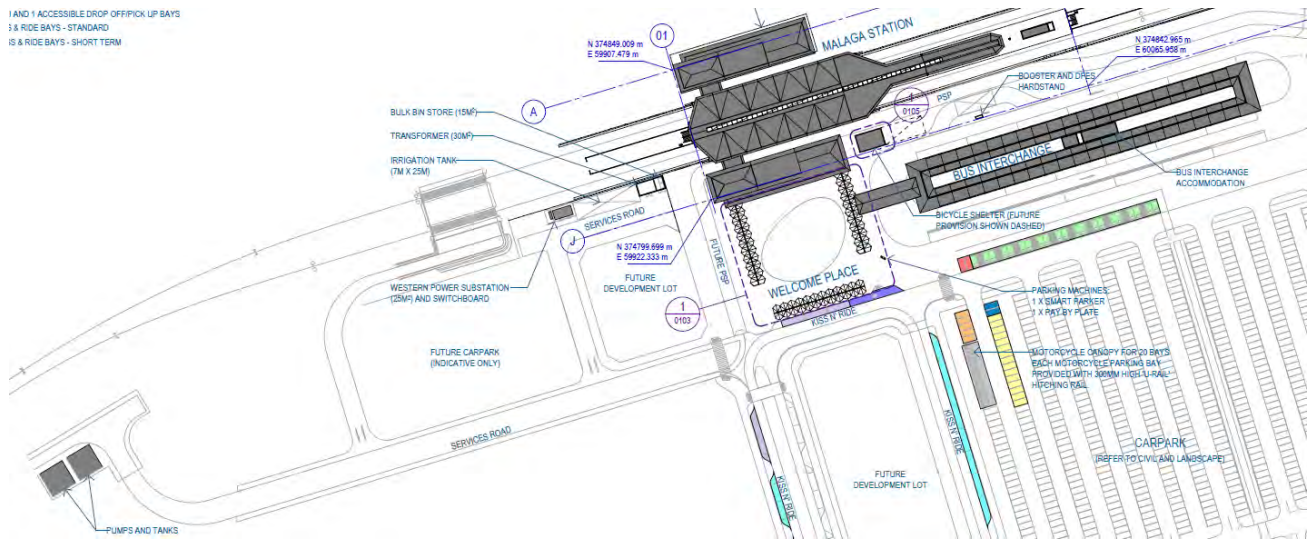 1 AND 1 ACCESSIBLE DROP OFF/PICK UP BAYS
S & RIDE BAYS - STANDARD
SS & RIDE BAYS - SHORT TERM
01
MALAGA STATION
N 374849.009 m
E 59907.479 m
N 374842.965 m
E 60065.958 m
A
BULK BIN STORE (15M²)
TRANSFORMER (30M²)
IRRIGATION TANK
(7M X 25M)
1
0105
PSP
BOOSTER AND DFES
HARDSTAND
BUS INTERCHANGE
BUS INTERCHANGE
ACCOMMODATION
BICYCLE SHELTER (FUTURE
PROVISION SHOWN DASHED)
SERVICES ROAD
J
N 374799.699 m
E 59922.333 m
FUTURE PSP
FUTURE
DEVELOPMENT LOT
WESTERN POWER SUBSTATION
(25M²) AND SWITCHBOARD
WELCOME PLACE
1
0103
KISS N' RIDE
PARKING MACHINES:
1 X SMART PARKER
1 X PAY BY PLATE
FUTURE CARPARK
(INDICATIVE ONLY)
MOTORCYCLE CANOPY FOR 20 BAYS
EACH MOTORCYCLE PARKING BAY
PROVIDED WITH 300MM HIGH 'U-RAIL'
HITCHING RAIL
KISS N' RIDE
SERVICES ROAD
CARPARK
(REFER TO CIVIL AND LANDSCAPE)
FUTURE
DEVELOPMENT LOT
KISS N' RIDE
PUMPS AND TANKS